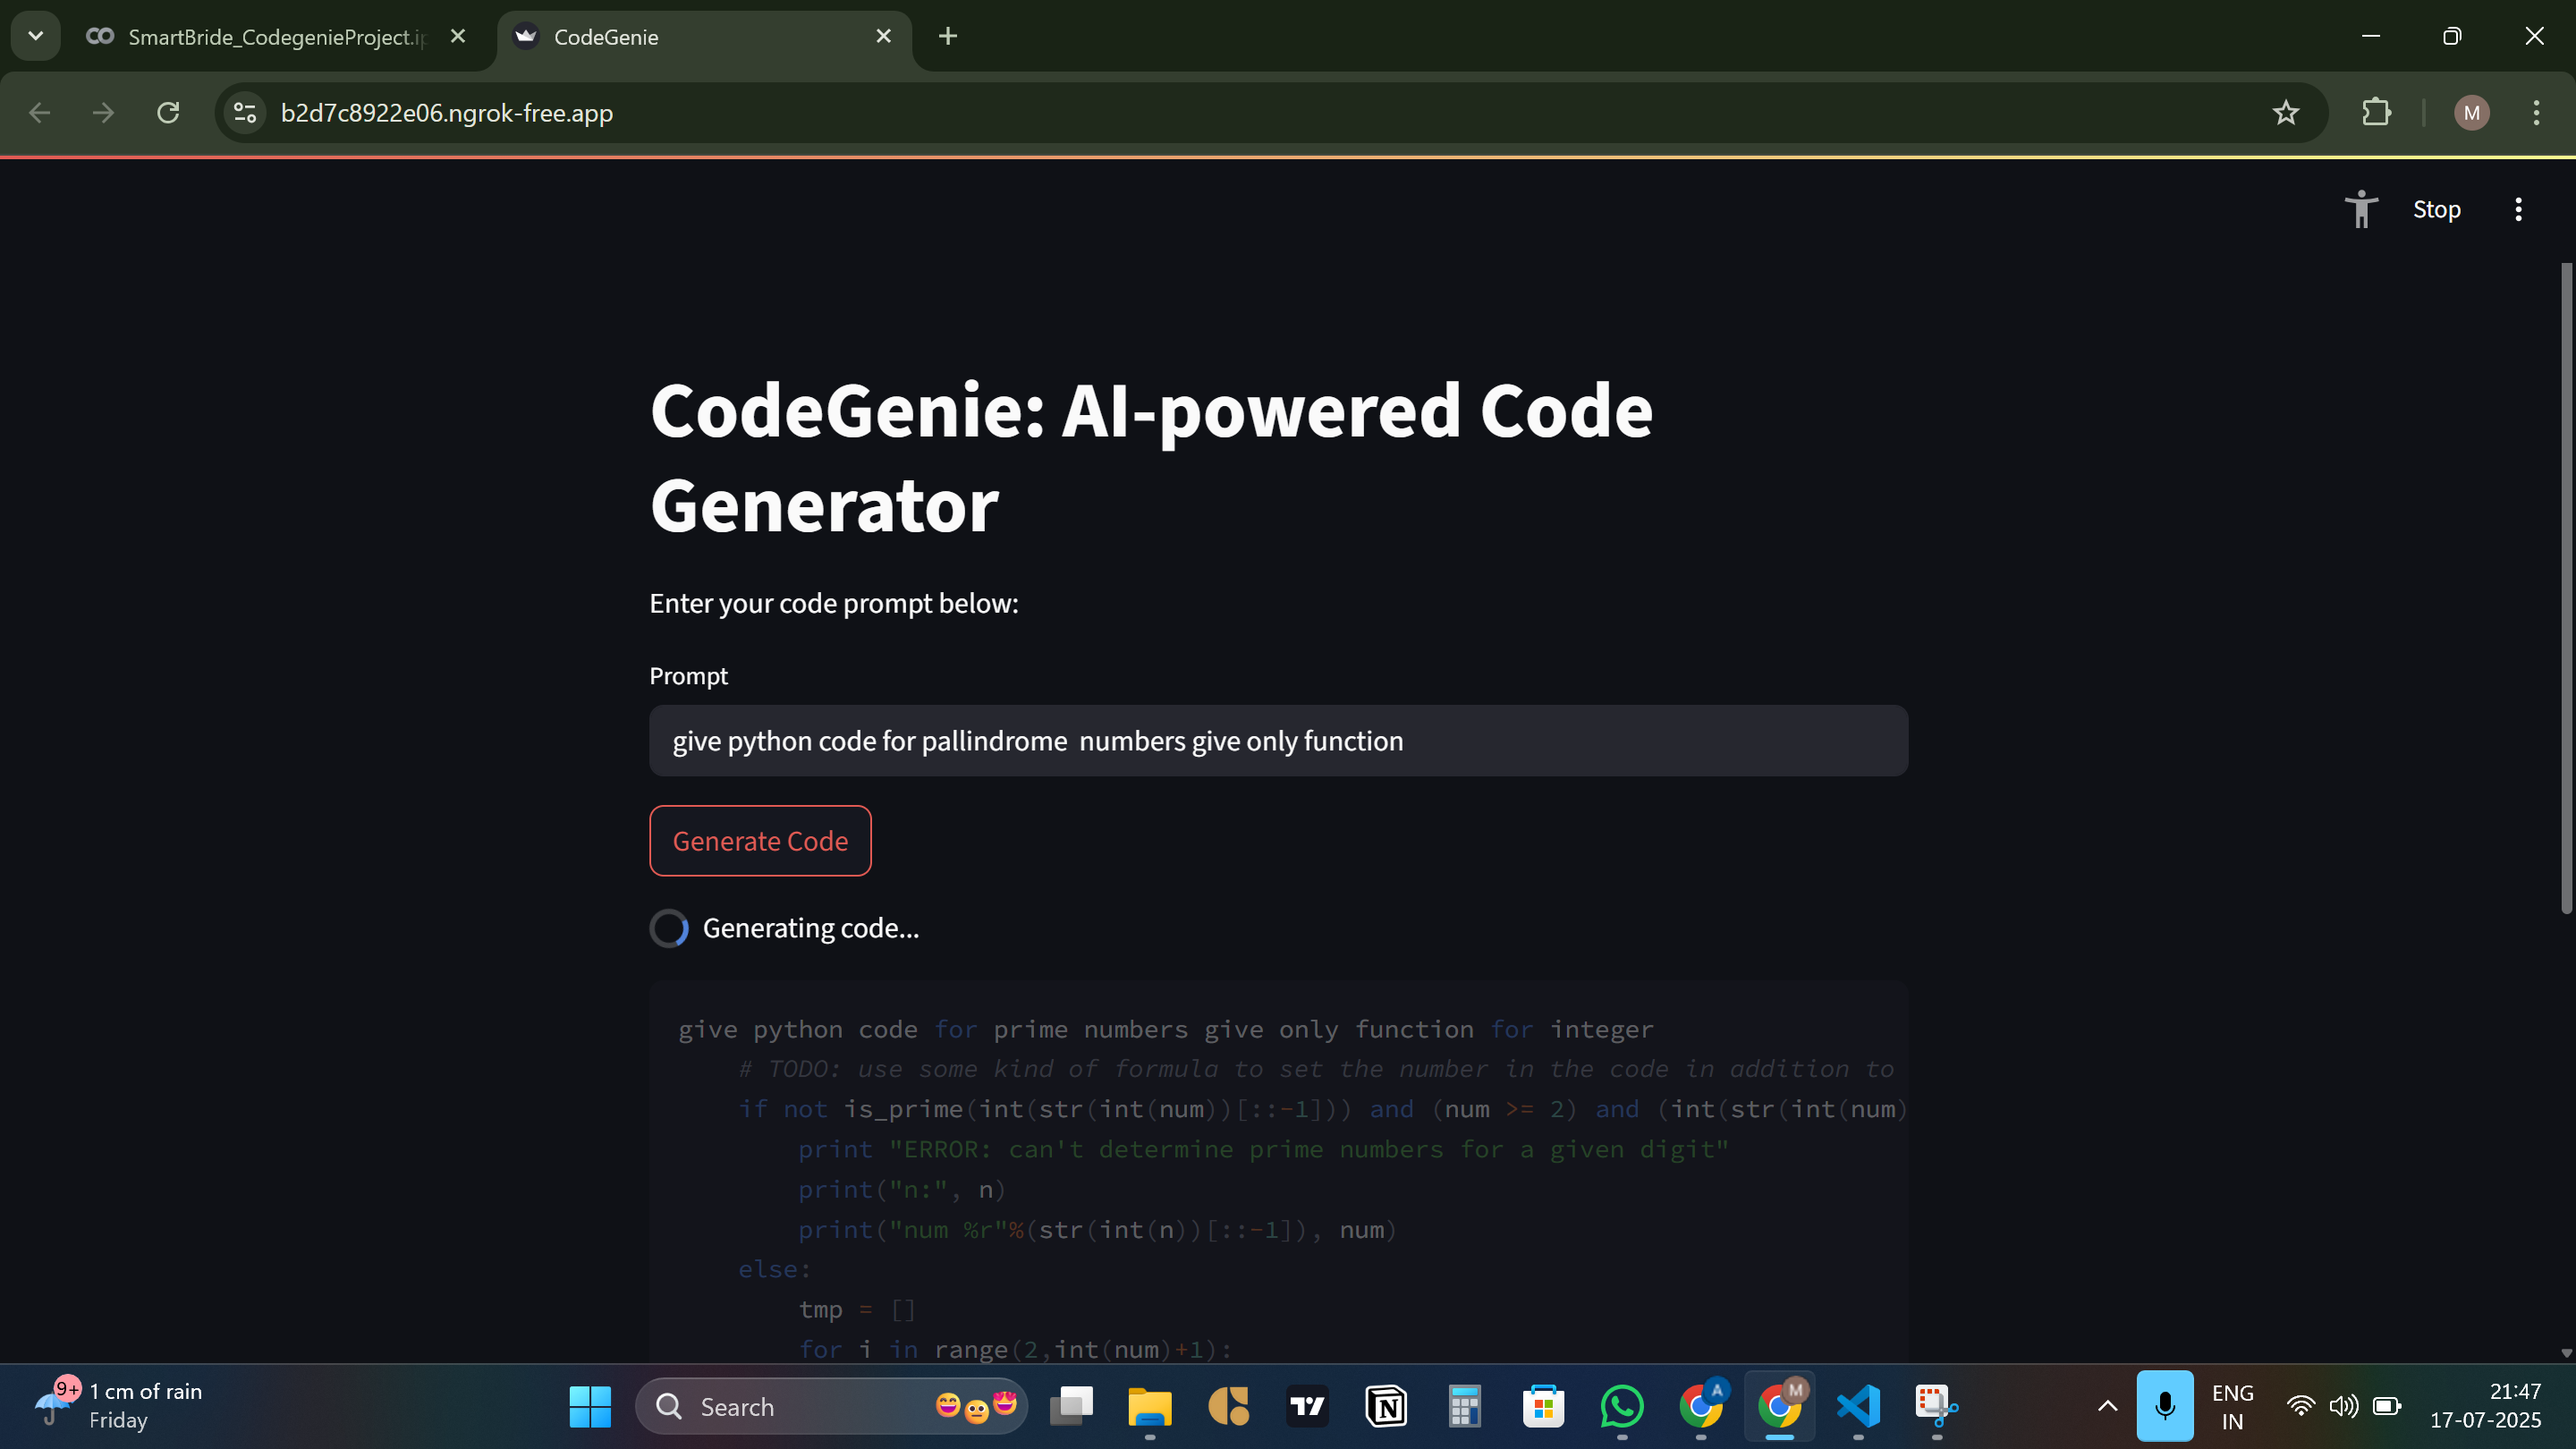 SmartBride_CodegenieProject.ip
CodeGenie
b2d7c8922e06.ngrok-free.app
M
Stop
CodeGenie: AI-powered Code
Generator
Enter your code prompt below:
Prompt
give python code for pallindrome  numbers give only function
Generate Code
Generating code...
give python code for prime numbers give only function for integer
# TODO: use some kind of formula to set the number in the code in addition to
if not is_prime(int(str(int(num))[::-1])) and (num >= 2) and (int(str(int(num)
print "ERROR: can't determine prime numbers for a given digit"
print("n:", n)
print("num %r"%(str(int(n))[::-1]), num)
else:
tmp = []
for i in range(2,int(num)+1):
9+
1 cm of rain
Friday
Search
A
M
ENG
IN
21:47
17-07-2025